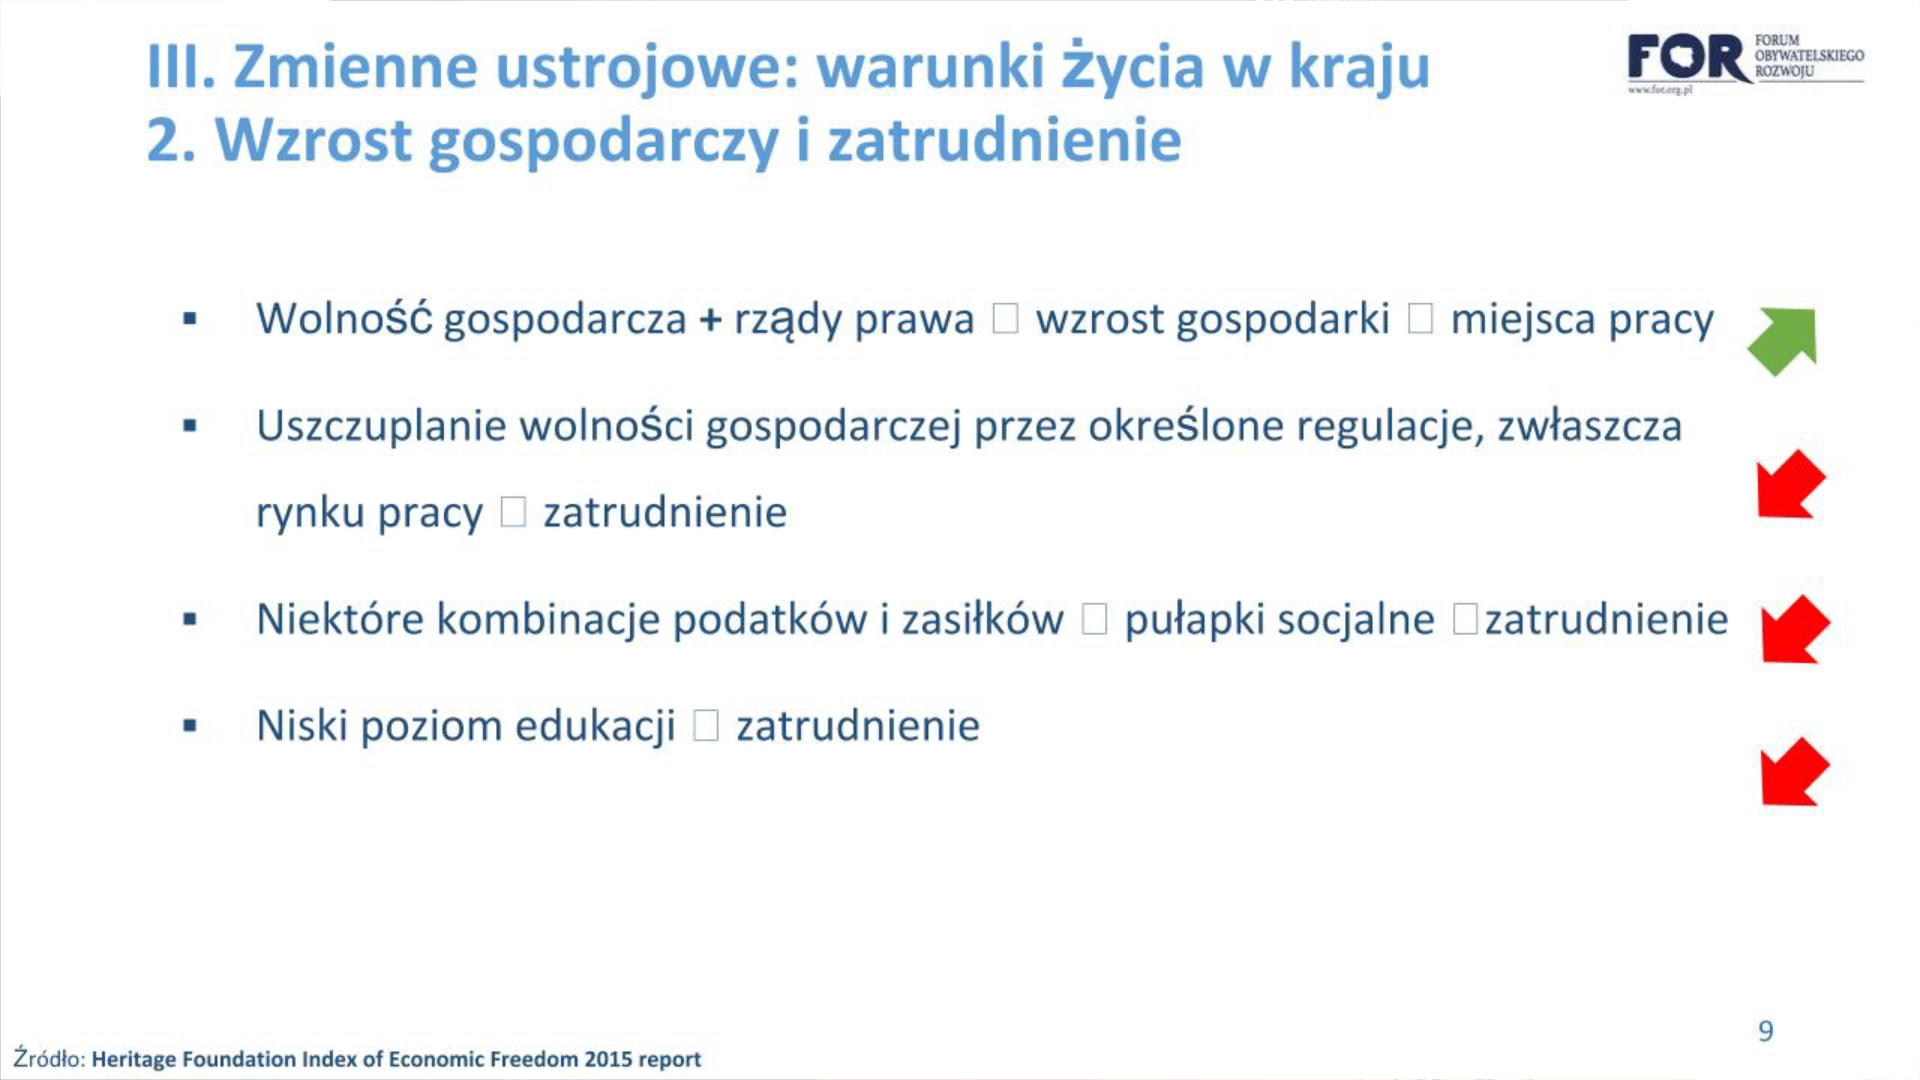 III. Zmienne ustrojowe: warunki życia w kraju
2. Wzrost gospodarczy i zatrudnienie
FOR
FORUM
OBYWATELSKIEGO
ROZWOJU
www.for.org.pl
▪ Wolność gospodarcza + rządy prawa □ wzrost gospodarki □ miejsca pracy
▪ Uszczuplanie wolności gospodarczej przez określone regulacje, zwłaszcza
rynku pracy □ zatrudnienie
▪ Niektóre kombinacje podatków i zasiłków □ pułapki socjalne □zatrudnienie
▪ Niski poziom edukacji □ zatrudnienie
9
Źródło: Heritage Foundation Index of Economic Freedom 2015 report